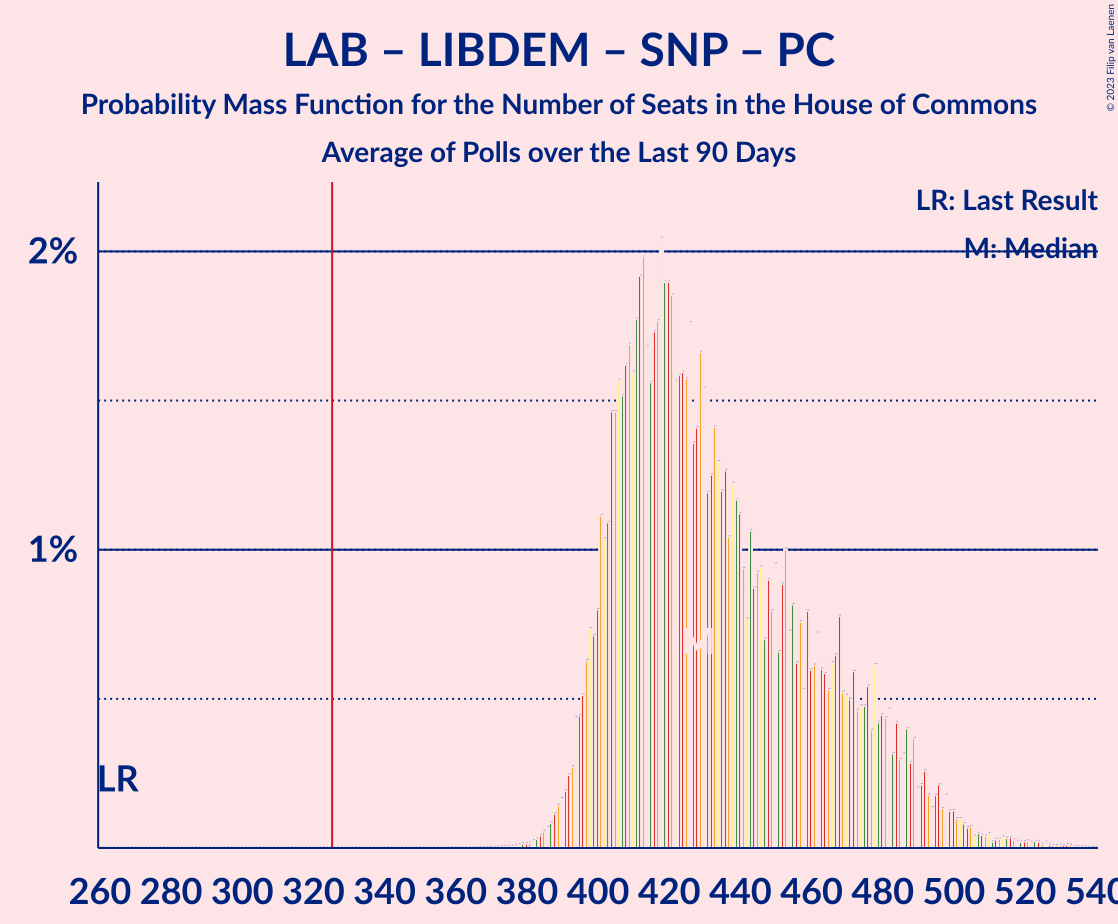 LAB – LIBDEM – SNP – PC
Probability Mass Function for the Number of Seats in the House of Commons
Average of Polls over the Last 90 Days
© 2023 Filip van Laenen
LR: Last Result
M: Median
2%
1%
LR
M
260 280 300 320 340 360 380 400 420 440 460 480 500 520 540